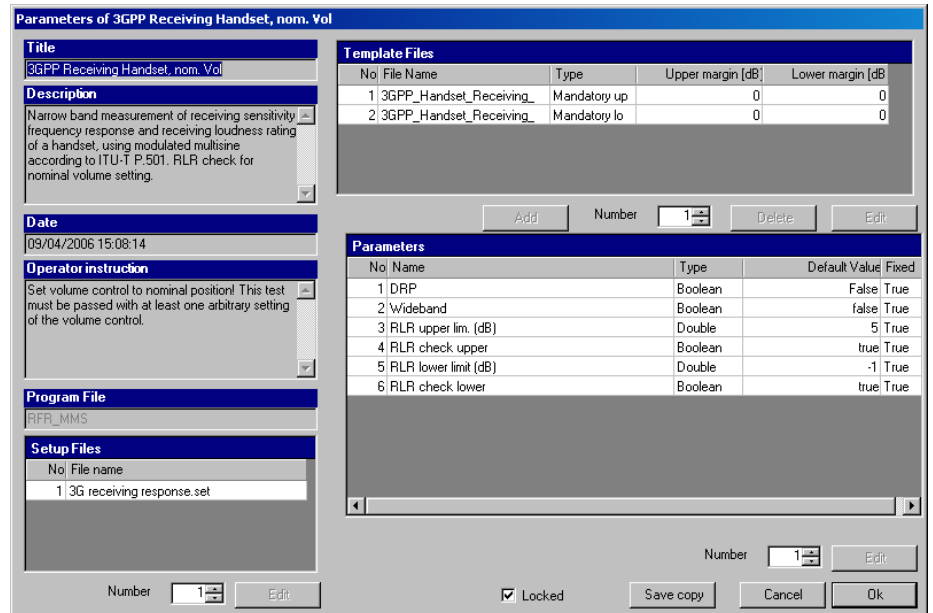 Parameters of 3GPP Receiving Handset, nom. Vol
Title
3GPP Receiving Handset, nom. Vol
Description
Narrow band measurement of receiving sensitivity
frequency response and receiving loudness rating
of a handset, using modulated multisine
according to ITU-T P.501. RLR check for
nominal volume setting.
Date
09/04/2006 15:08:14
Operator instruction
Set volume control to nominal position! This test
must be passed with at least one arbitrary setting
of the volume control.
Program File
RFR_MMS
Setup Files
No File name
1 3G receiving response.set
Number 1 Edit
Template Files
No File Name Type Upper margin [dB] Lower margin [dB
1 3GPP_Handset_Receiving_ Mandatory up 0 0
2 3GPP_Handset_Receiving_ Mandatory lo 0 0
Add Number 1 Delete Edit
Parameters
No Name Type Default Value Fixed
1 DRP Boolean False True
2 Wideband Boolean false True
3 RLR upper lim. (dB) Double 5 True
4 RLR check upper Boolean true True
5 RLR lower limit (dB) Double -1 True
6 RLR check lower Boolean true True
Number 1 Edit
Locked Save copy Cancel Ok